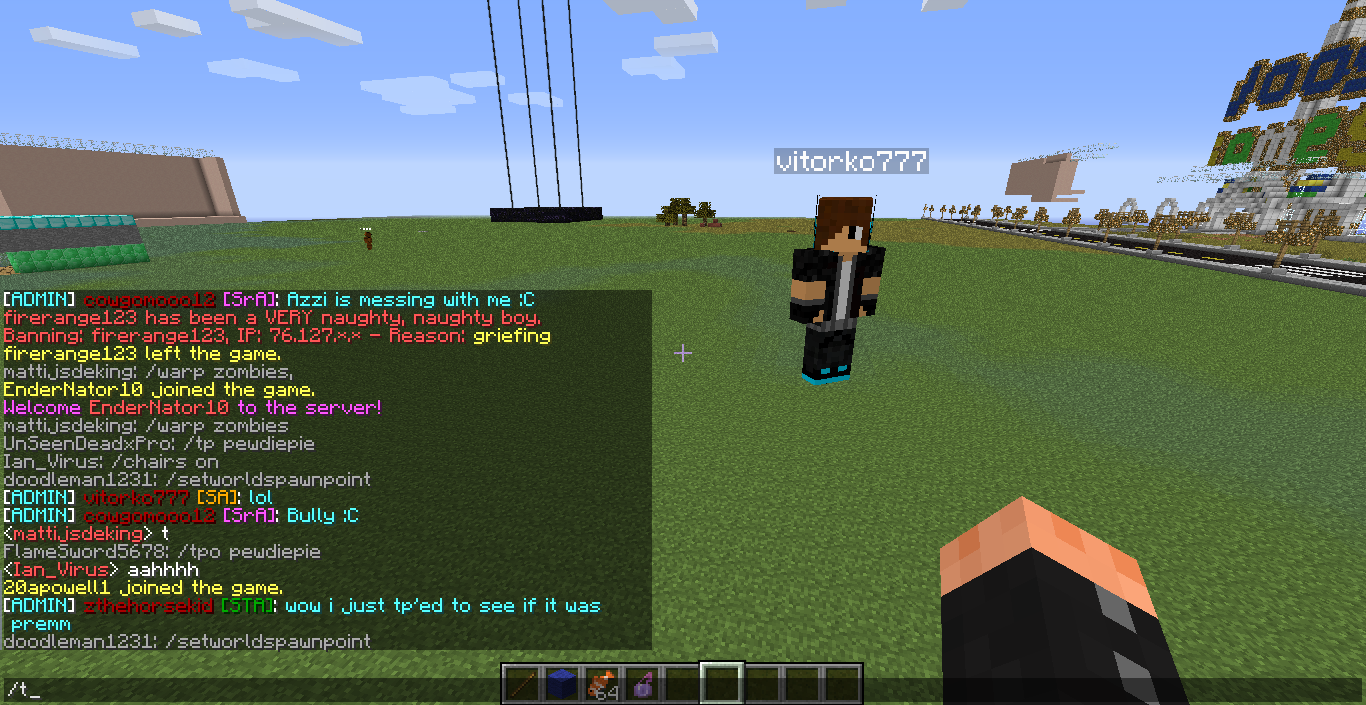 vitorko777
[ADMIN] cowgomooo12 [SrA]: Azzi is messing with me :C
firerange123 has been a VERY naughty, naughty boy.
Banning: firerange123, IP: 76.127.x.x - Reason: griefing
firerange123 left the game.
mattijsdeking: /warp zombies,
EnderNator10 joined the game.
Welcome EnderNator10 to the server!
mattijsdeking: /warp zombies
UnSeenDeadxPro: /tp pewdiepie
Ian_Virus: /chairs on
doodleman1231: /setworldspawnpoint
[ADMIN] vitorko777 [SA]: lol
[ADMIN] cowgomooo12 [SrA]: Bully :C
<mattijsdeking> t
FlameSword5678: /tpo pewdiepie
<Ian_Virus> aahhhh
20apowell1 joined the game.
[ADMIN] zthehorsekid [STA]: wow i just tp'ed to see if it was
premm
doodleman1231: /setworldspawnpoint
64
/t_